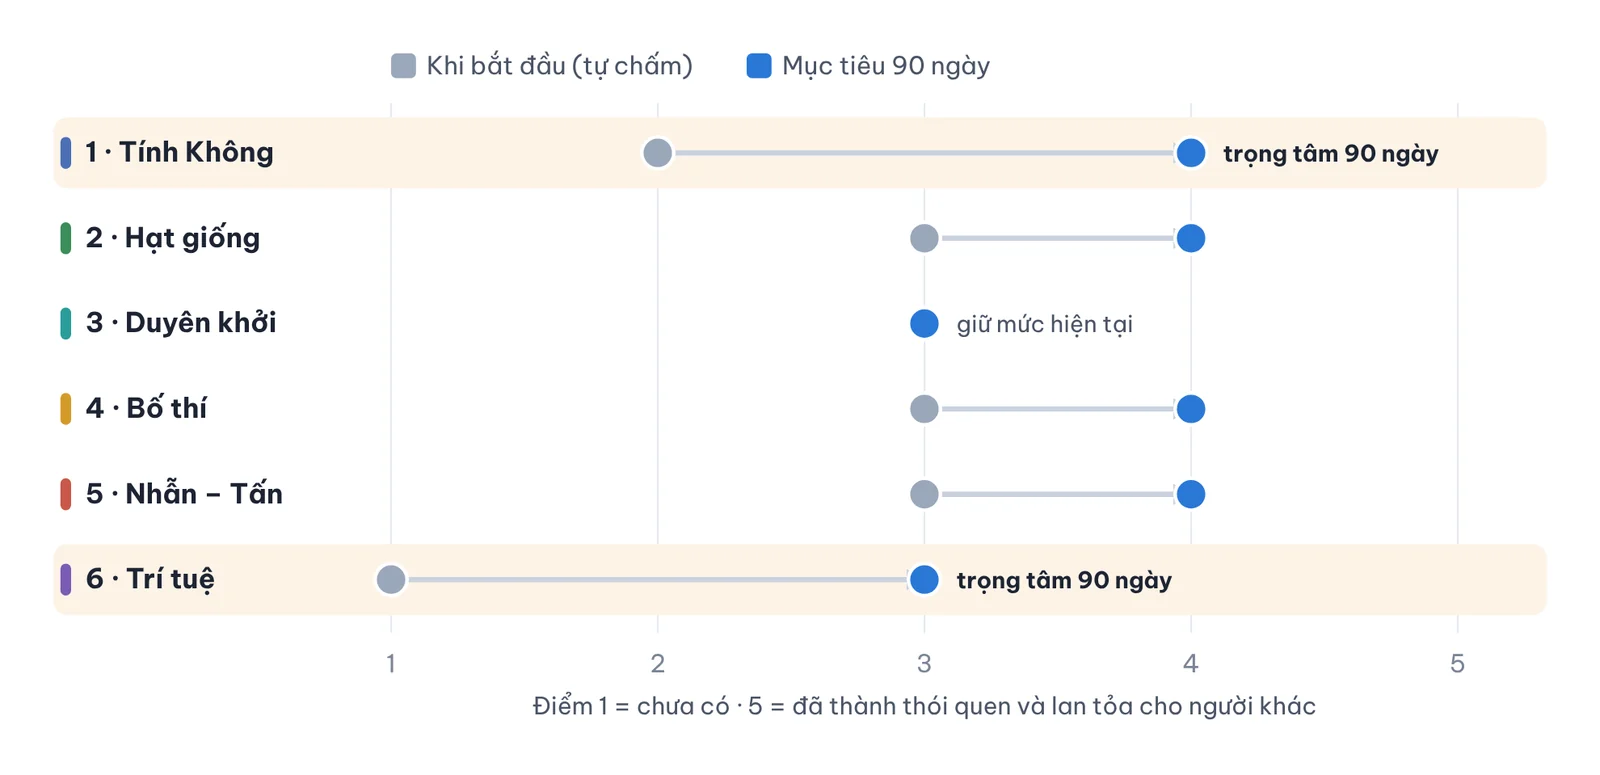 Khi bắt đầu (tự chấm) Mục tiêu 90 ngày
1 · Tính Không trọng tâm 90 ngày
2 · Hạt giống
3 · Duyên khởi giữ mức hiện tại
4 · Bố thí
5 · Nhẫn – Tấn
6 · Trí tuệ trọng tâm 90 ngày
1 2 3 4 5
Điểm 1 = chưa có · 5 = đã thành thói quen và lan tỏa cho người khác